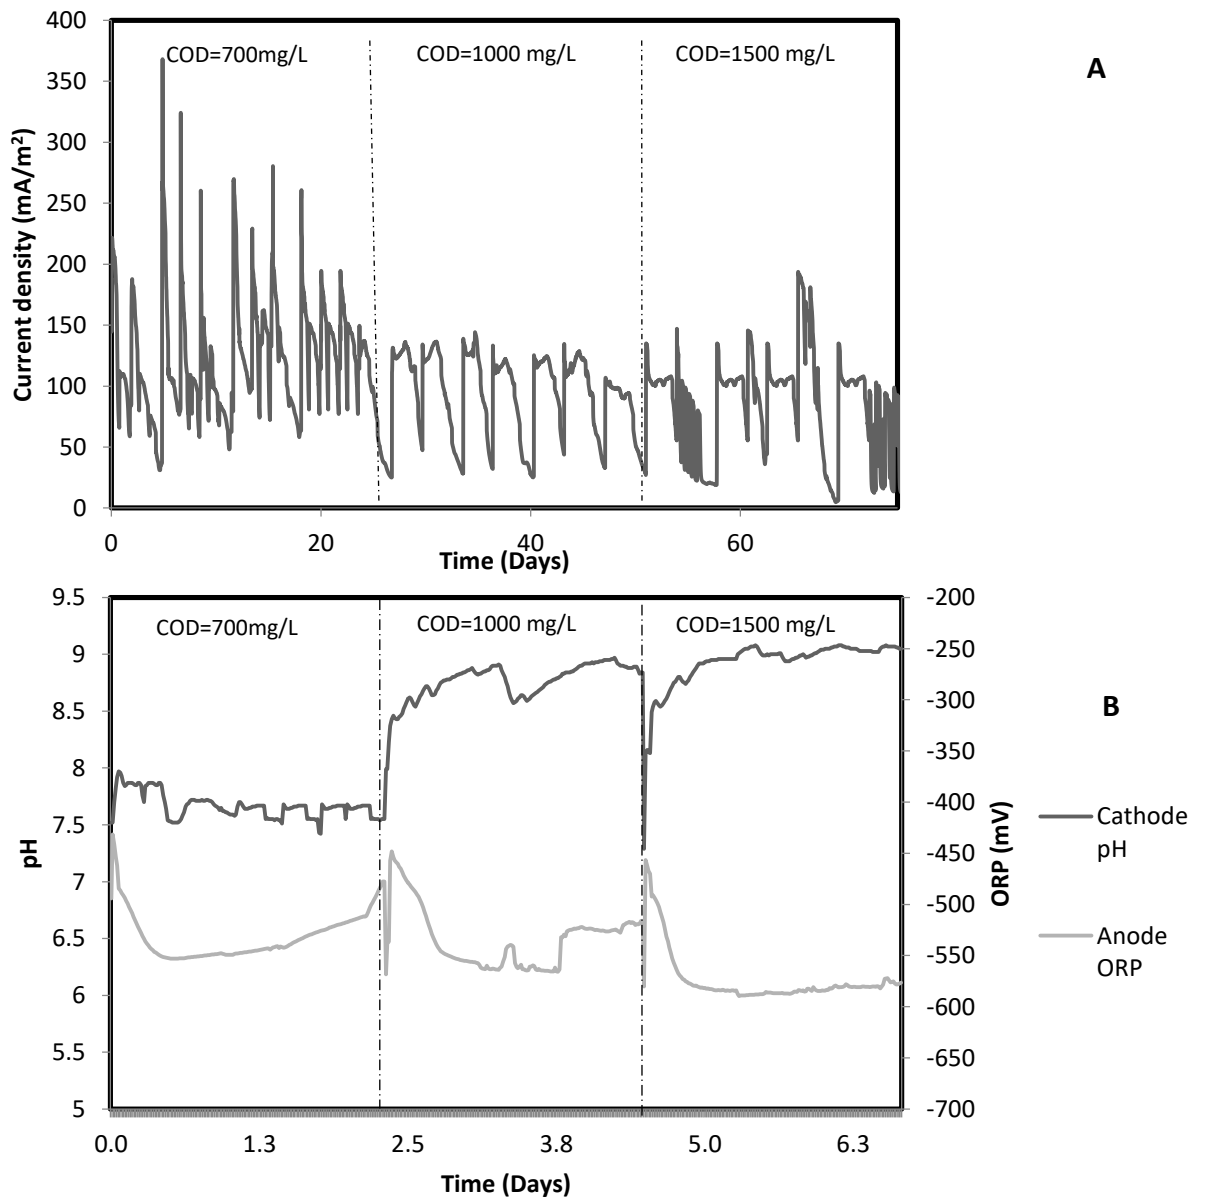 400
350
300
250
200
150
100
50
0
Current density (mA/m²)
COD=700mg/L
COD=1000 mg/L
COD=1500 mg/L
A
0 20 40 60
Time (Days)
9.5
9
8.5
8
7.5
7
6.5
6
5.5
5
pH
COD=700mg/L
COD=1000 mg/L
COD=1500 mg/L
-200
-250
-300
-350
-400
-450
-500
-550
-600
-650
-700
ORP (mV)
B
Cathode
pH
Anode
ORP
0.0 1.3 2.5 3.8 5.0 6.3
Time (Days)